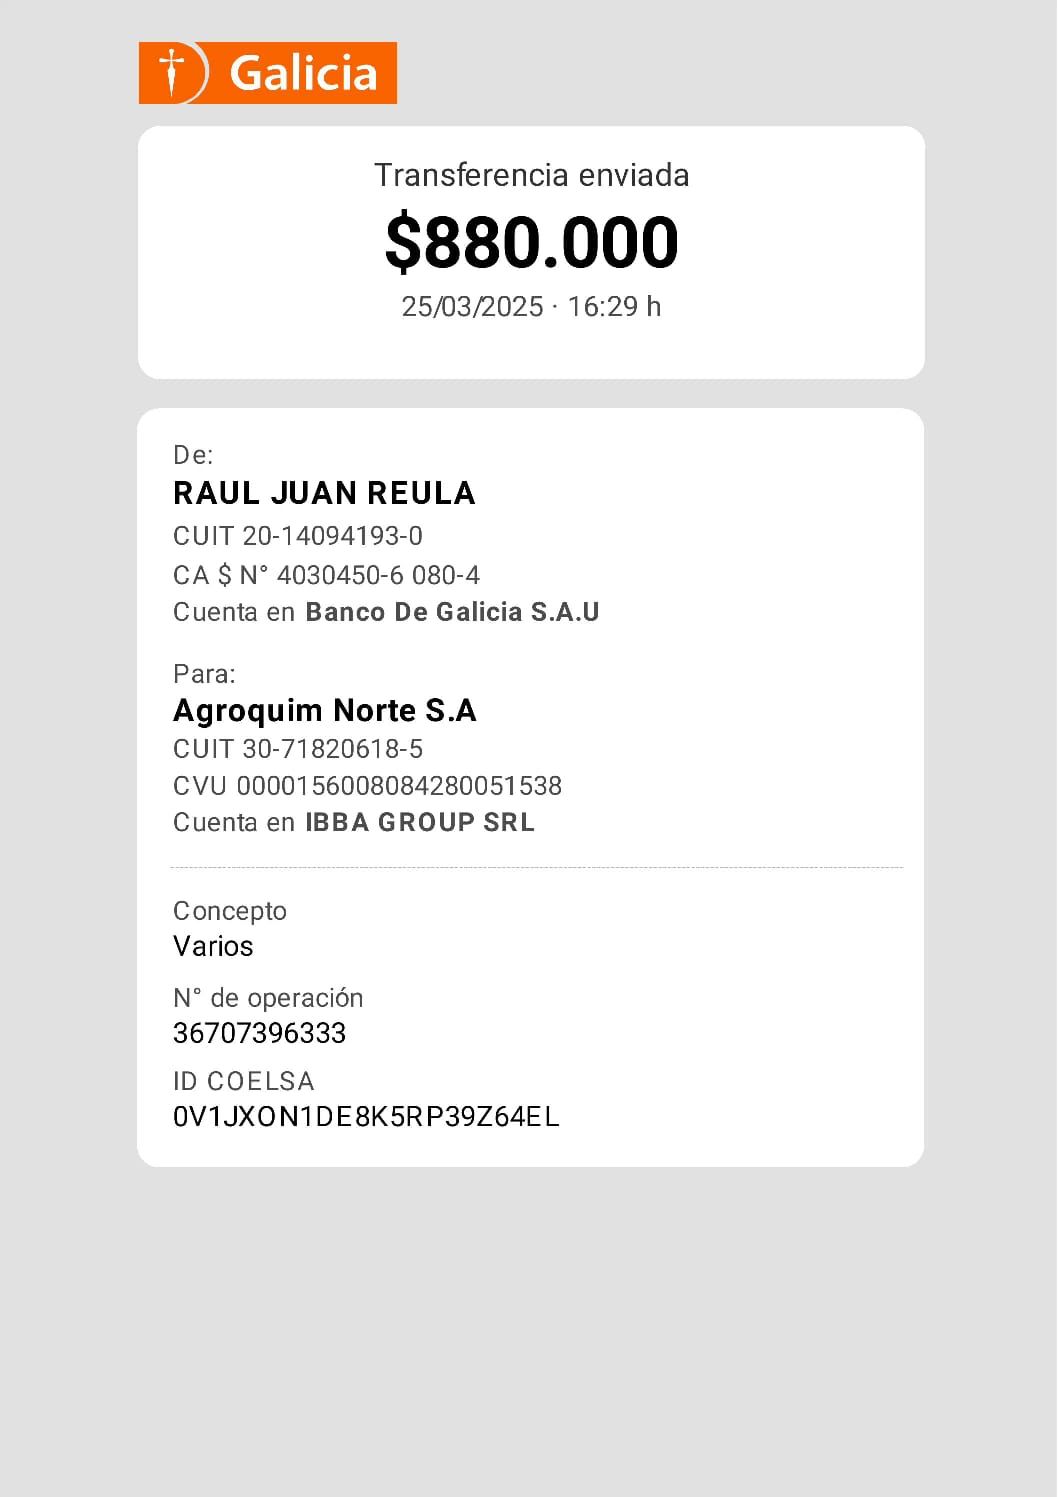 Galicia
Transferencia enviada
$880.000
25/03/2025 · 16:29 h
De:
RAUL JUAN REULA
CUIT 20-14094193-0
CA $ N° 4030450-6 080-4
Cuenta en Banco De Galicia S.A.U
Para:
Agroquim Norte S.A
CUIT 30-71820618-5
CVU 0000156008084280051538
Cuenta en IBBA GROUP SRL
Concepto
Varios
N° de operación
36707396333
ID COELSA
0V1JXON1DE8K5RP39Z64EL